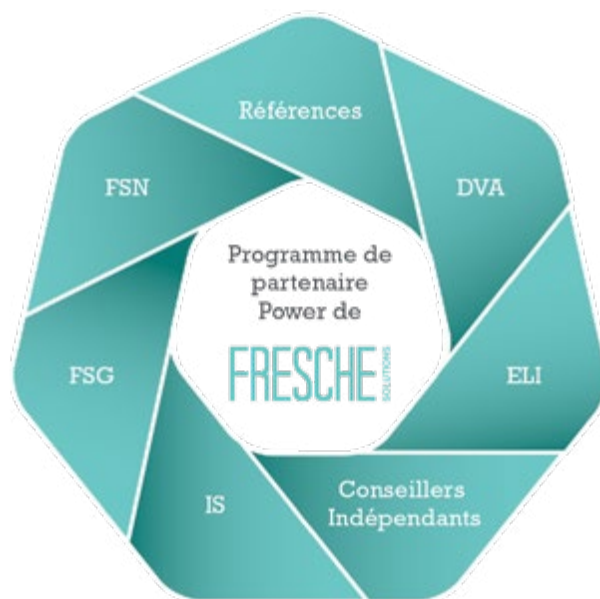 Références
DVA
ELI
Conseillers
Indépendants
IS
FSG
FSN
Programme de
partenaire
Power de
FRESCHE
SOLUTIONS